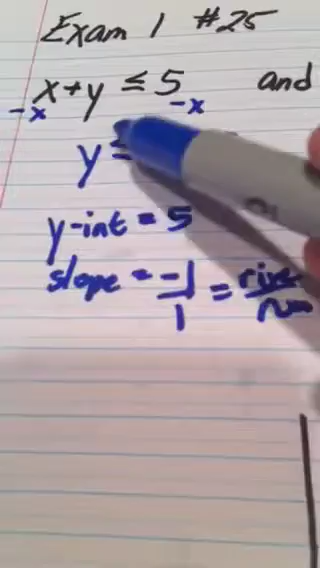 Exam 1 #25
x+y ≤ 5 and
-x -x
y ≤
y-int = 5
slope = -1/1 = rise/run